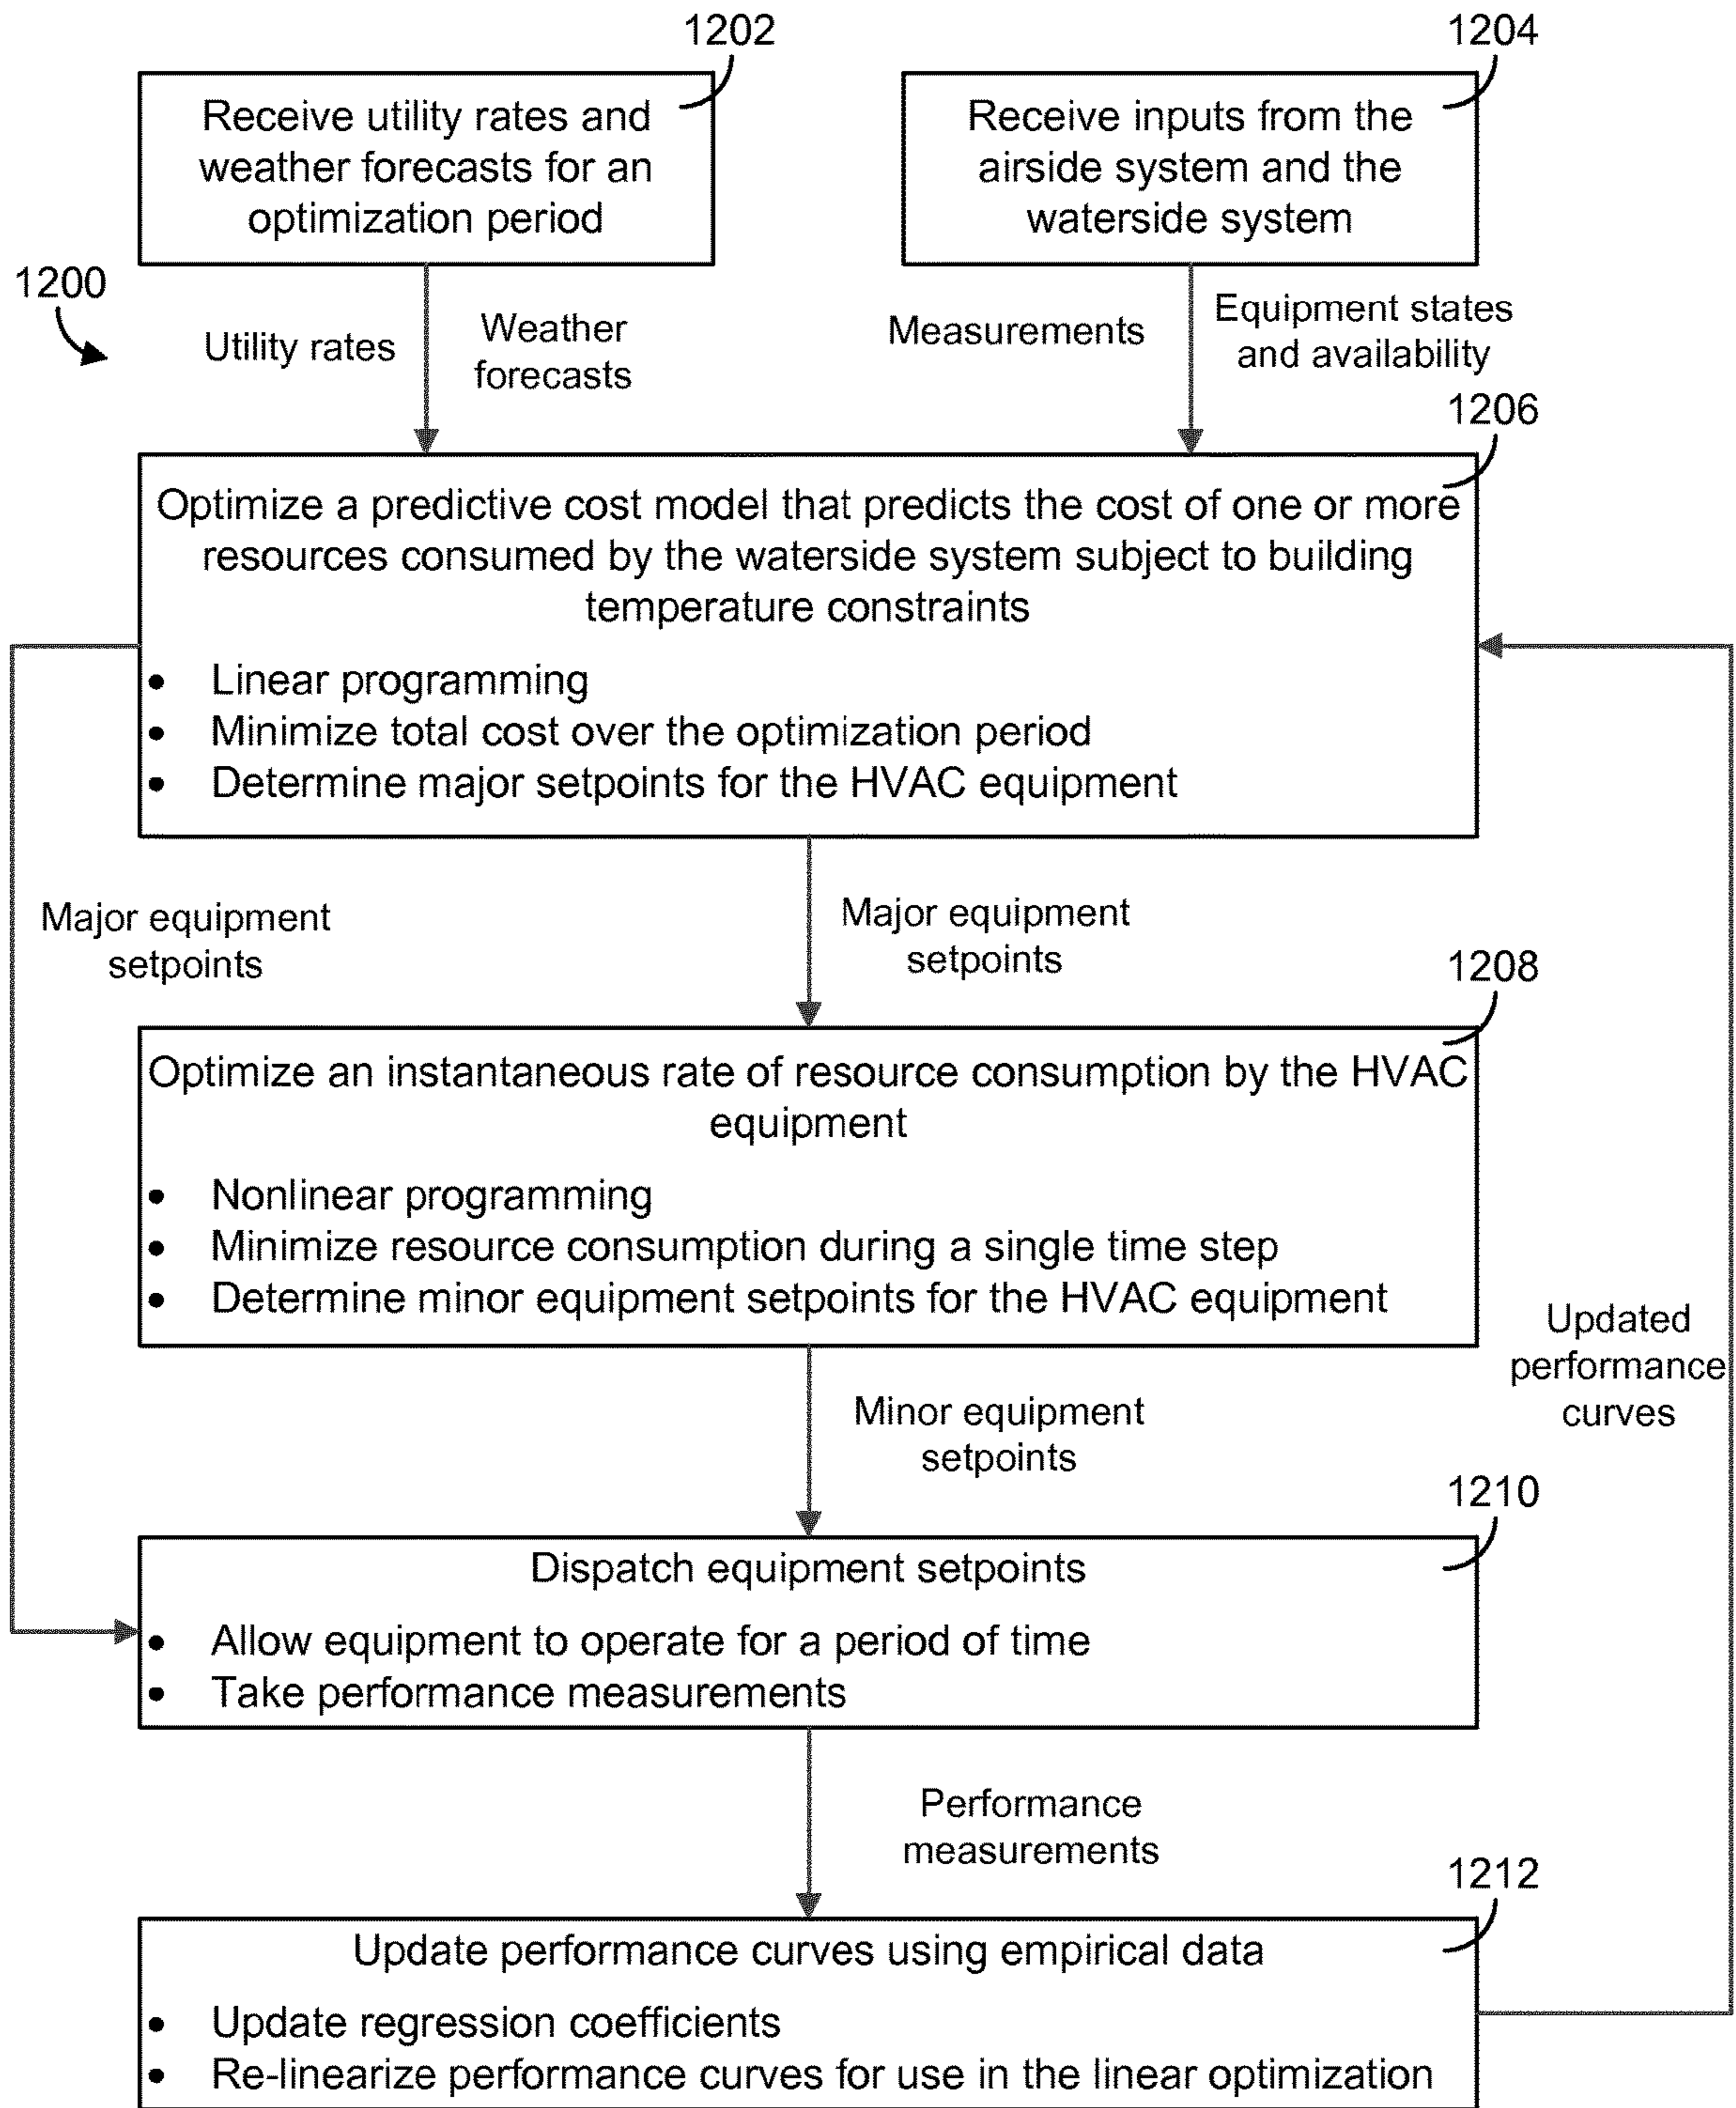 1202
Receive utility rates and
weather forecasts for an
optimization period
1204
Receive inputs from the
airside system and the
waterside system
1200
Utility rates
Weather
forecasts
Measurements
Equipment states
and availability
1206
Optimize a predictive cost model that predicts the cost of one or more
resources consumed by the waterside system subject to building
temperature constraints
• Linear programming
• Minimize total cost over the optimization period
• Determine major setpoints for the HVAC equipment
Major equipment
setpoints
Major equipment
setpoints
1208
Optimize an instantaneous rate of resource consumption by the HVAC
equipment
• Nonlinear programming
• Minimize resource consumption during a single time step
• Determine minor equipment setpoints for the HVAC equipment
Updated
performance
curves
Minor equipment
setpoints
1210
Dispatch equipment setpoints
• Allow equipment to operate for a period of time
• Take performance measurements
Performance
measurements
1212
Update performance curves using empirical data
• Update regression coefficients
• Re-linearize performance curves for use in the linear optimization